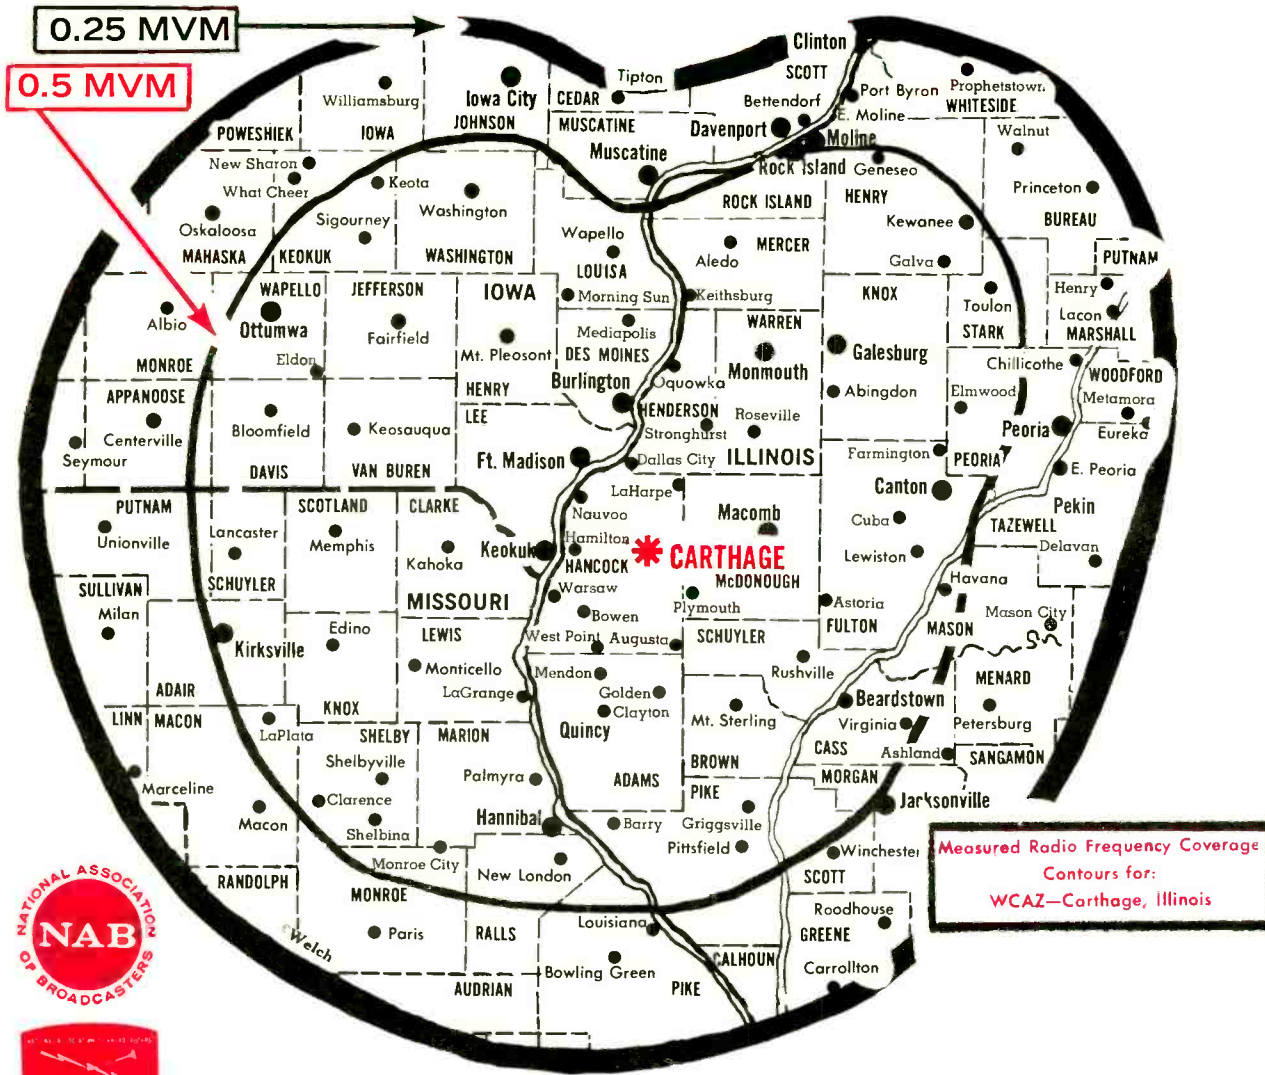 0.25 MVM
0.5 MVM
Clinton
SCOTT
Tipton
Williamsburg
Iowa City
CEDAR
Bettendorf
Port Byron
Prophetstown
WHITESIDE
POWESHIEK
IOWA
JOHNSON
MUSCATINE
Davenport
E. Moline
Moline
Walnut
New Sharon
Muscatine
Rock Island
Geneseo
What Cheer
Keota
Washington
ROCK ISLAND
HENRY
Princeton
Oskaloosa
Sigourney
Wapello
Kewanee
BUREAU
MAHASKA
KEOKUK
WASHINGTON
LOUISA
Aledo
MERCER
Galva
PUTNAM
WAPELLO
JEFFERSON
IOWA
Morning Sun
Keithsburg
KNOX
Toulon
Henry
Albio
Ottumwa
Fairfield
Mediapolis
WARREN
STARK
Lacon
MARSHALL
Eldon
Mt. Pleosont
DES MOINES
Monmouth
Galesburg
Chillicothe
MONROE
HENRY
Burlington
Oquowka
Abingdon
Elmwood
WOODFORD
APPANOOSE
LEE
HENDERSON
Roseville
Metamora
Centerville
Bloomfield
Keosauqua
Stronghurst
Peoria
Eureka
Seymour
DAVIS
VAN BUREN
Ft. Madison
Dallas City
ILLINOIS
Farmington
PEORIA
E. Peoria
PUTNAM
SCOTLAND
CLARKE
LaHarpe
Canton
Pekin
Unionville
Lancaster
Memphis
Nauvoo
Macomb
Cuba
TAZEWELL
Kahoka
Keokuk
Hamilton
CARTHAGE
Lewiston
Delavan
SULLIVAN
SCHUYLER
HANCOCK
McDONOUGH
Havana
Milan
MISSOURI
Warsaw
Plymouth
Astoria
Mason City
Edino
LEWIS
Bowen
SCHUYLER
FULTON
MASON
Kirksville
West Point
Augusta
Rushville
ADAIR
Monticello
Mendon
MENARD
LINN
MACON
KNOX
LaGrange
Golden
Beardstown
LaPlata
SHELBY
MARION
Quincy
Clayton
Mt. Sterling
Virginia
Petersburg
Shelbyville
CASS
Ashland
SANGAMON
Marceline
Palmyra
ADAMS
BROWN
MORGAN
Clarence
PIKE
Jacksonville
Macon
Shelbina
Hannibal
Barry
Griggsville
Monroe City
New London
Pittsfield
Winchester
RANDOLPH
MONROE
SCOTT
Paris
RALLS
Louisiana
Roodhouse
GREENE
Welch
AUDRIAN
Bowling Green
PIKE
CALHOUN
Carrollton
Measured Radio Frequency Coverage
Contours for:
WCAZ—Carthage, Illinois
NATIONAL ASSOCIATION
NAB
OF BROADCASTERS